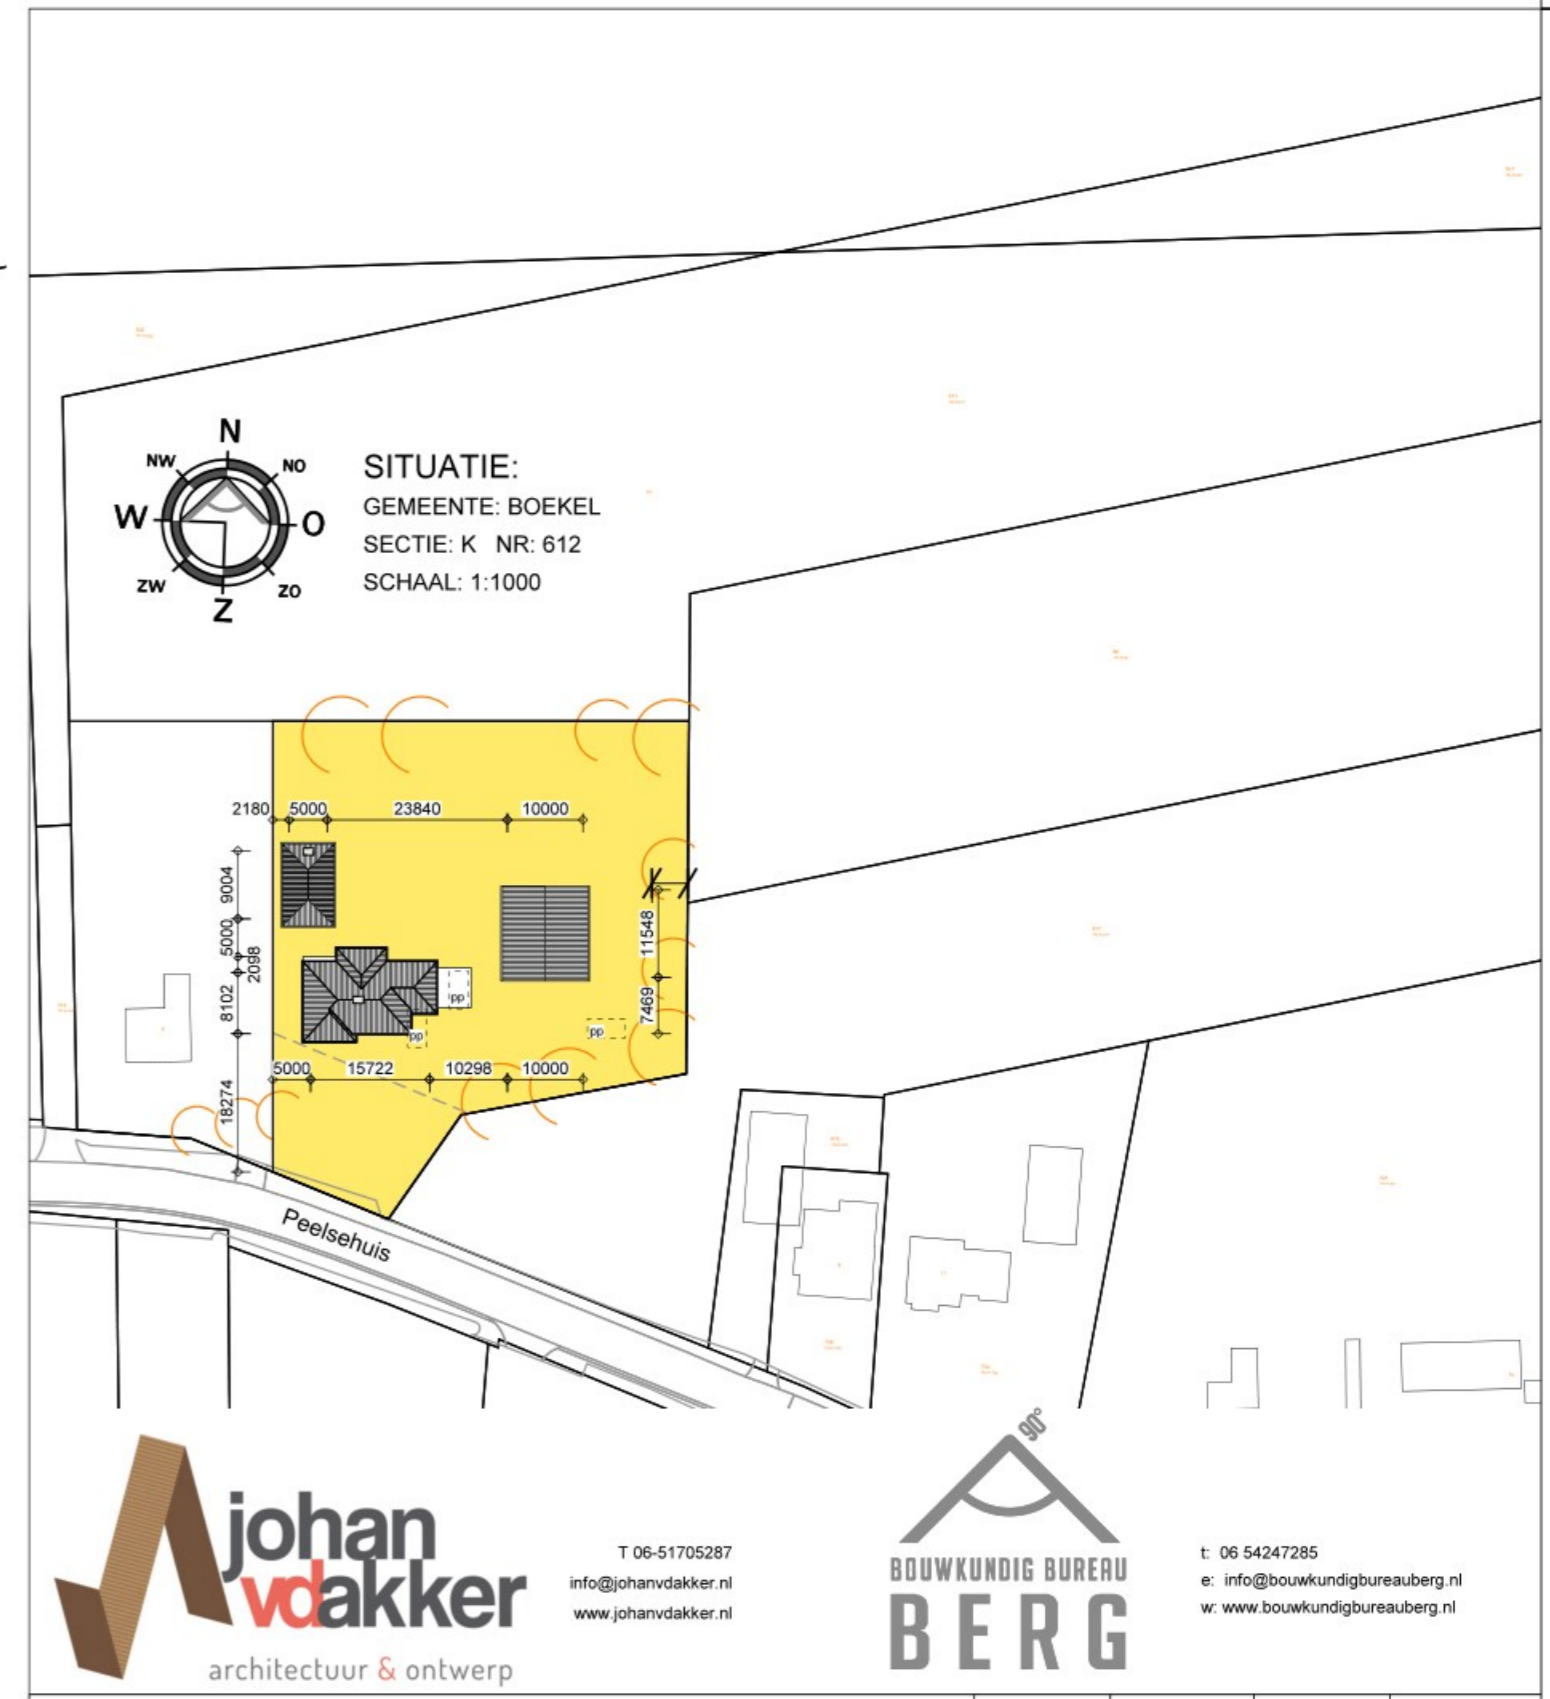 N
NW
NO
W
O
ZW
ZO
Z
SITUATIE:
GEMEENTE: BOEKEL
SECTIE: K NR: 612
SCHAAL: 1:1000
2180 5000 23840 10000
9004
5000
2098
8102
18274
11548
7469
pp
pp
pp
5000 15722 10298 10000
Peelsehuis
johan
vdakker
architectuur & ontwerp
T 06-51705287
info@johanvdakker.nl
www.johanvdakker.nl
90°
BOUWKUNDIG BUREAU
BERG
t: 06 54247285
e: info@bouwkundigbureauberg.nl
w: www.bouwkundigbureauberg.nl